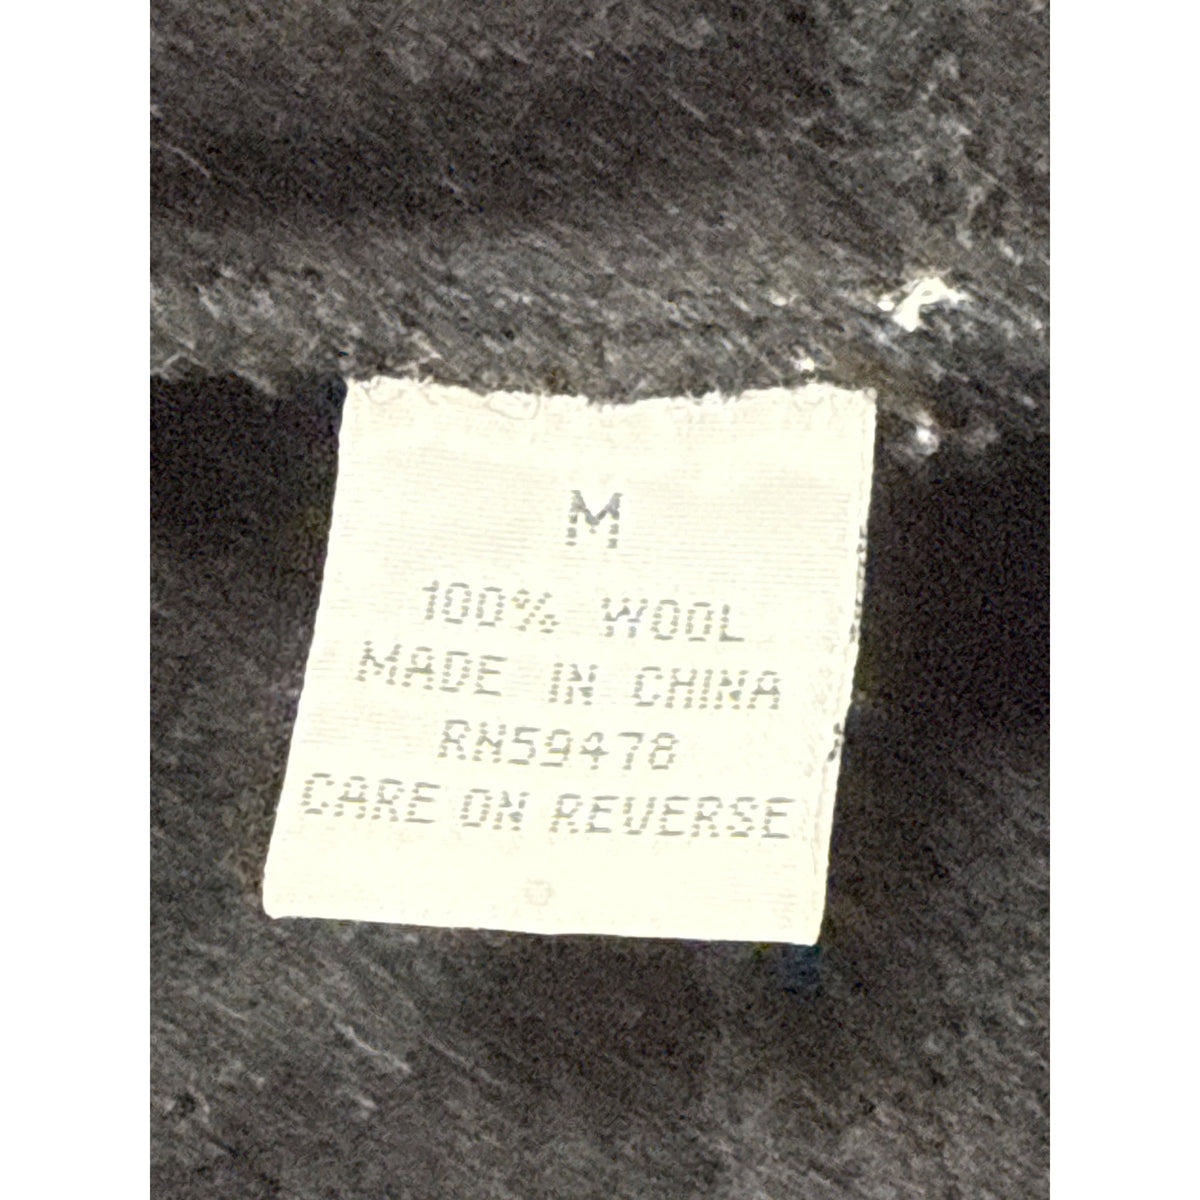 M
100% WOOL
MADE IN CHINA
RN59478
CARE ON REVERSE